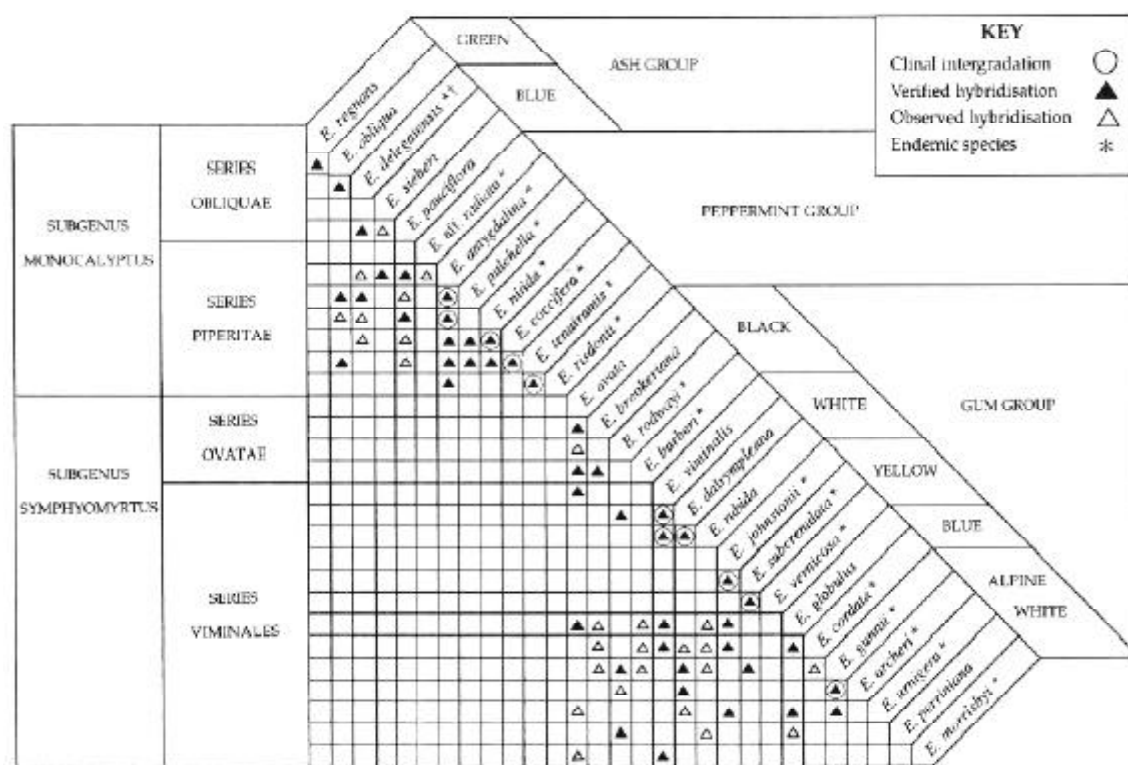 KEY
Clinal intergradation
Verified hybridisation
Observed hybridisation
Endemic species *
GREEN
BLUE
ASH GROUP
PEPPERMINT GROUP
BLACK
WHITE
YELLOW
BLUE
ALPINE
WHITE
GUM GROUP
SUBGENUS
MONOCALYPTUS
SERIES
OBLIQUAE
SERIES
PIPERITAE
SUBGENUS
SYMPHYOMYRTUS
SERIES
OVATAE
SERIES
VIMINALES
E. regnans
E. obliqua
E. delegatensis *†
E. sieberi
E. pauciflora
E. aff. radiata *
E. amygdalina *
E. pulchella *
E. nitida *
E. coccifera *
E. tenuiramis *
E. risdonii *
E. ovata
E. brookeriana
E. rodwayi *
E. barberi *
E. viminalis
E. dalrympleana
E. rubida
E. johnstonii *
E. subcrenulata *
E. vernicosa *
E. globulus
E. cordata *
E. gunnii *
E. archeri *
E. urnigera *
E. perriniana
E. morrisbyi *